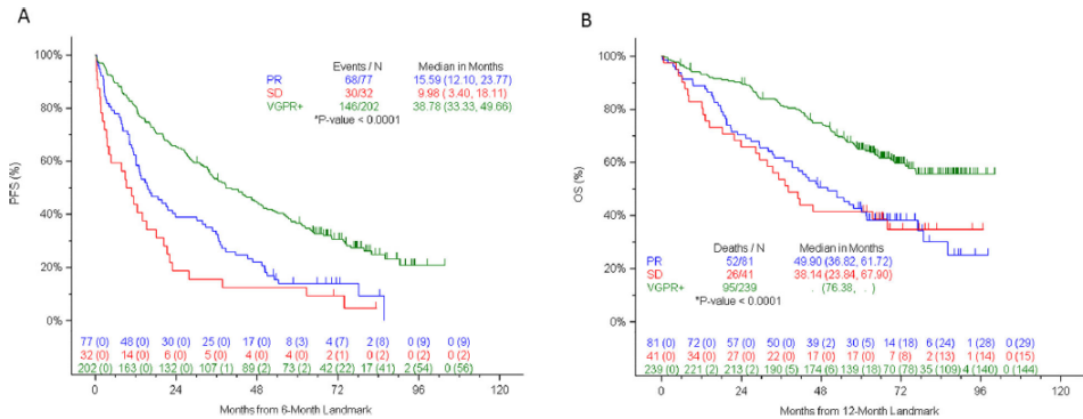 A
Events / N Median in Months
PR 68/77 15.59 (12.10, 23.77)
SD 30/32 9.98 (3.40, 18.11)
VGPR+ 146/202 38.78 (33.33, 49.66)
*P-value < 0.0001
100%
80%
60%
40%
20%
0%
PFS (%)
77 (0) 48 (0) 30 (0) 25 (0) 17 (0) 8 (3) 4 (7) 2 (8) 0 (9) 0 (9)
32 (0) 14 (0) 6 (0) 5 (0) 4 (0) 4 (0) 2 (1) 0 (2) 0 (2) 0 (2)
202 (0) 163 (0) 132 (0) 107 (1) 89 (2) 73 (2) 42 (22) 17 (41) 2 (54) 0 (56)
0 24 48 72 96 120
Months from 6-Month Landmark
B
100%
80%
60%
40%
20%
0%
OS (%)
Deaths / N Median in Months
PR 52/81 49.90 (36.82, 61.72)
SD 26/41 38.14 (23.84, 67.90)
VGPR+ 95/239 . (76.38, . )
*P-value < 0.0001
81 (0) 72 (0) 57 (0) 50 (0) 39 (2) 30 (5) 14 (18) 6 (24) 1 (28) 0 (29)
41 (0) 34 (0) 27 (0) 22 (0) 17 (0) 17 (0) 7 (8) 2 (13) 1 (14) 0 (15)
239 (0) 221 (2) 213 (2) 190 (5) 174 (6) 139 (18) 70 (78) 35 (109) 4 (140) 0 (144)
0 24 48 72 96 120
Months from 12-Month Landmark